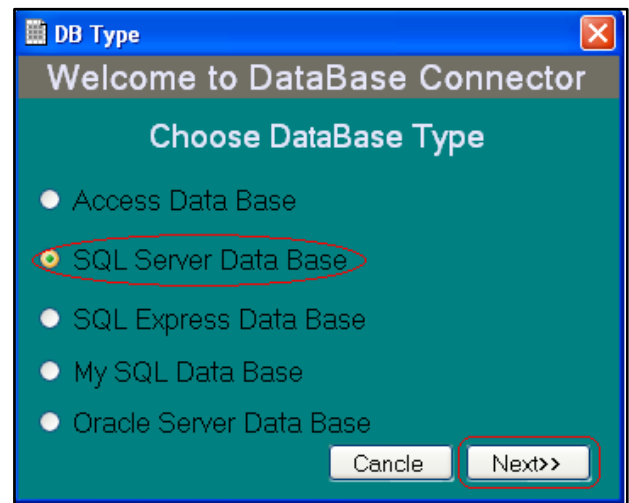 DB Type
Welcome to DataBase Connector
Choose DataBase Type
Access Data Base
SQL Server Data Base
SQL Express Data Base
My SQL Data Base
Oracle Server Data Base
Cancle Next>>